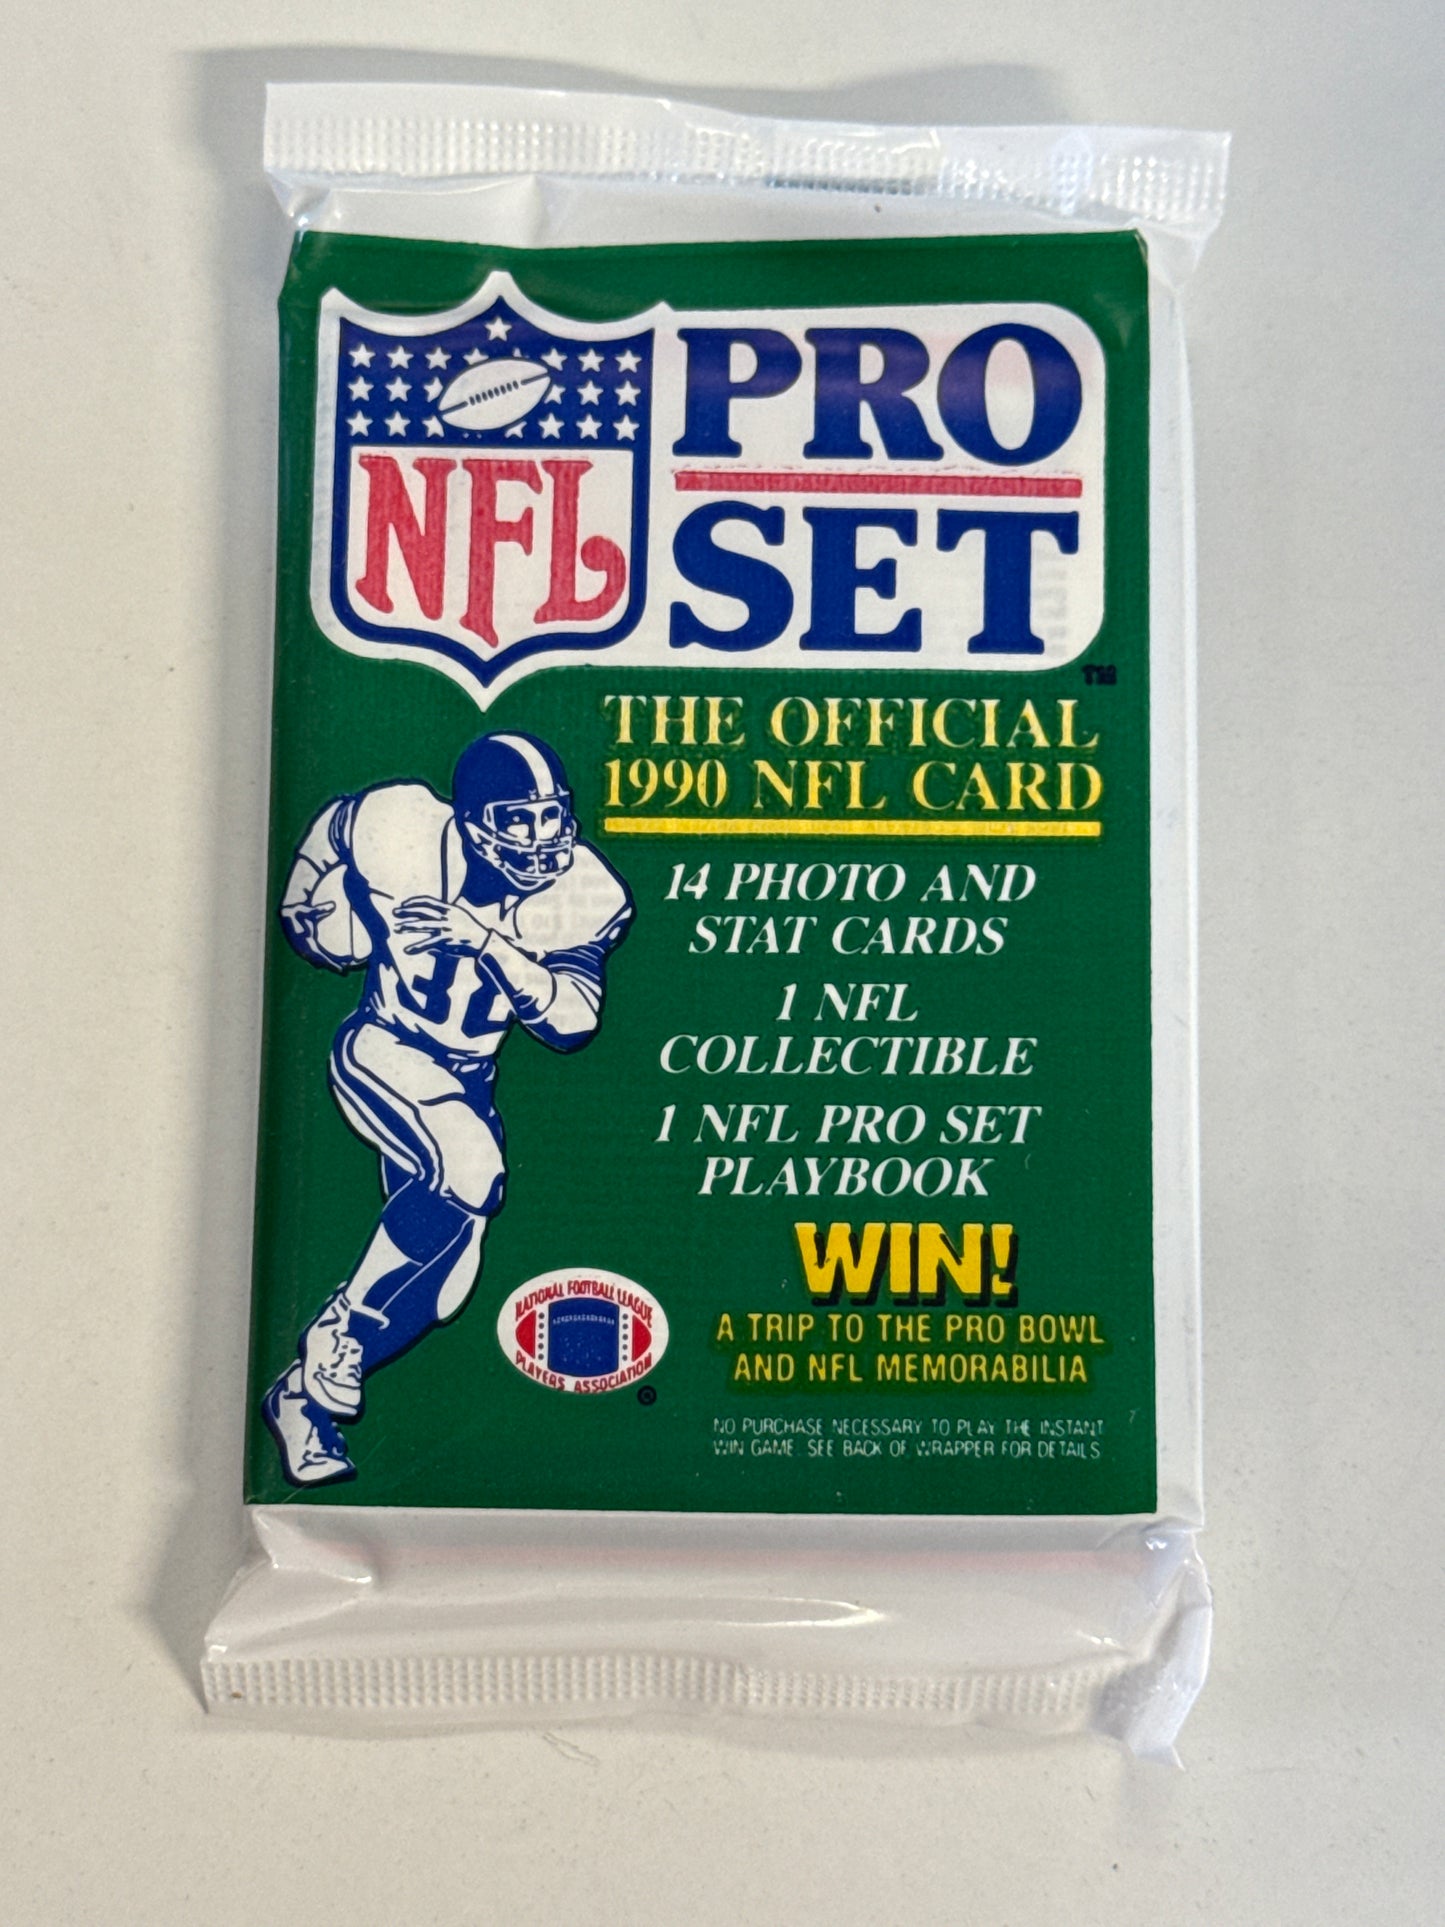 NFL
PRO
SET
TM
THE OFFICIAL
1990 NFL CARD
14 PHOTO AND
STAT CARDS
1 NFL
COLLECTIBLE
1 NFL PRO SET
PLAYBOOK
WIN!
A TRIP TO THE PRO BOWL
AND NFL MEMORABILIA
NATIONAL FOOTBALL LEAGUE
PLAYERS ASSOCIATION
NO PURCHASE NECESSARY TO PLAY THE INSTANT
WIN GAME. SEE BACK OF WRAPPER FOR DETAILS